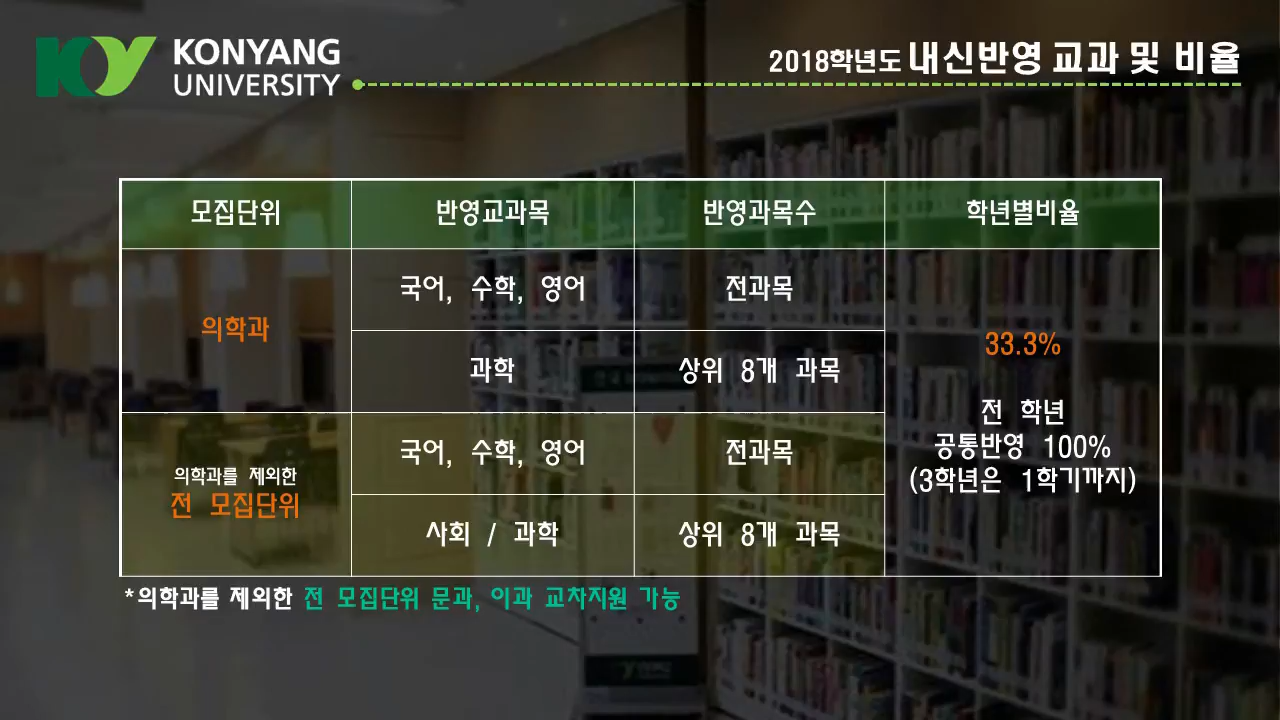 KONYANG
UNIVERSITY
2018학년도 내신반영 교과 및 비율
모집단위
반영교과목
반영과목수
학년별비율
의학과
국어, 수학, 영어
전과목
과학
상위 8개 과목
33.3%
전 학년
공통반영 100%
(3학년은 1학기까지)
의학과를 제외한
전 모집단위
국어, 수학, 영어
전과목
사회 / 과학
상위 8개 과목
*의학과를 제외한 전 모집단위 문과, 이과 교차지원 가능